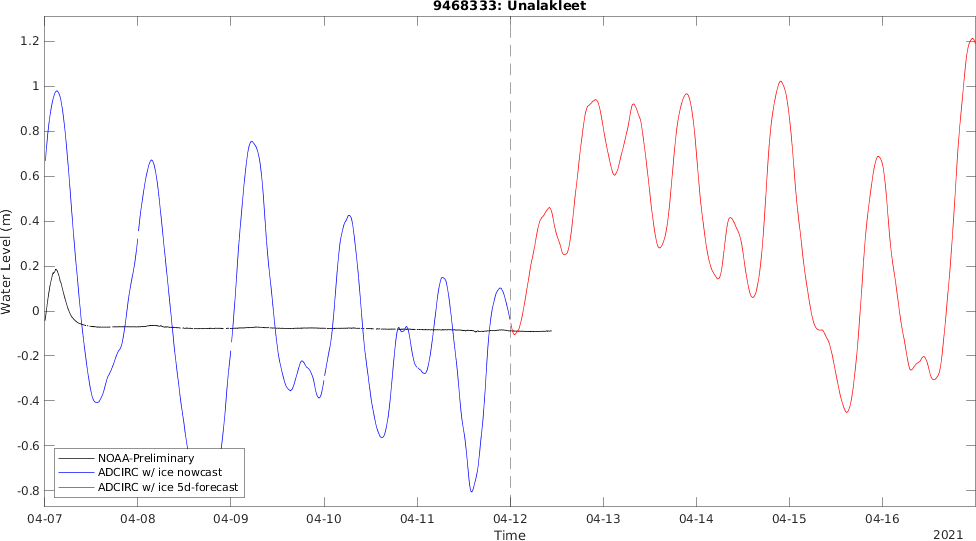 9468333: Unalakleet
Water Level (m)
1.2
1
0.8
0.6
0.4
0.2
0
-0.2
-0.4
-0.6
-0.8
NOAA-Preliminary
ADCIRC w/ ice nowcast
ADCIRC w/ ice 5d-forecast
04-07 04-08 04-09 04-10 04-11 04-12 04-13 04-14 04-15 04-16
Time
2021